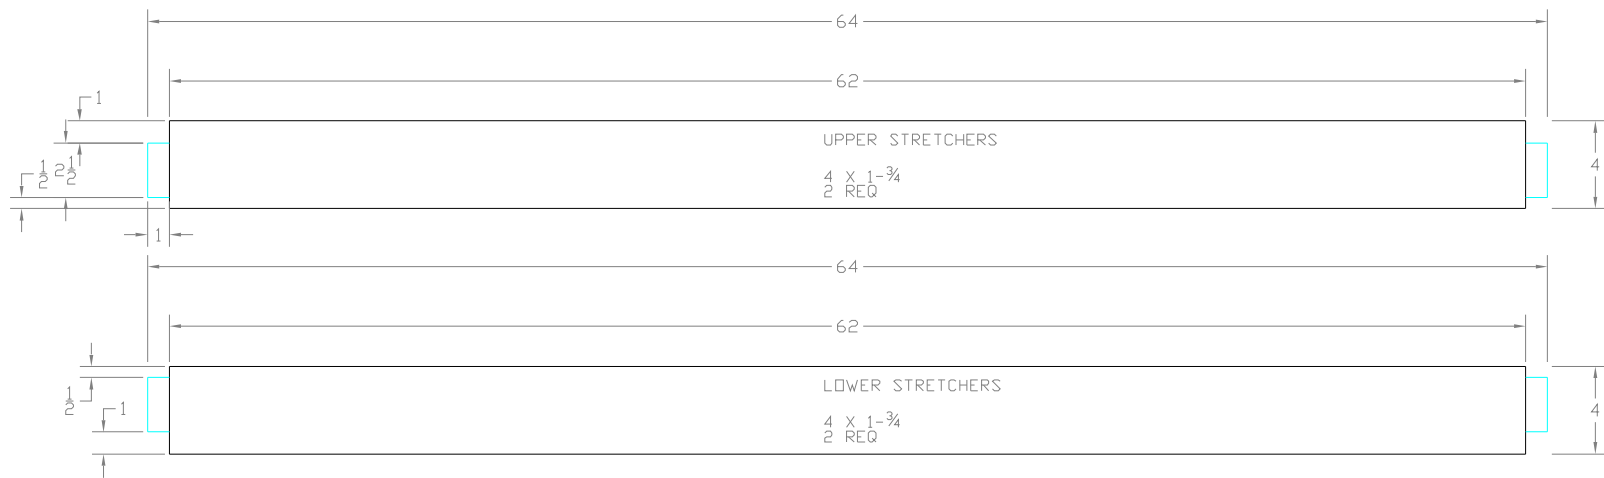 64
62
1
UPPER STRETCHERS
4 X 1-3/4
2 REQ
1/2
2 1/2
4
1
64
62
LOWER STRETCHERS
4 X 1-3/4
2 REQ
1/2
1
4